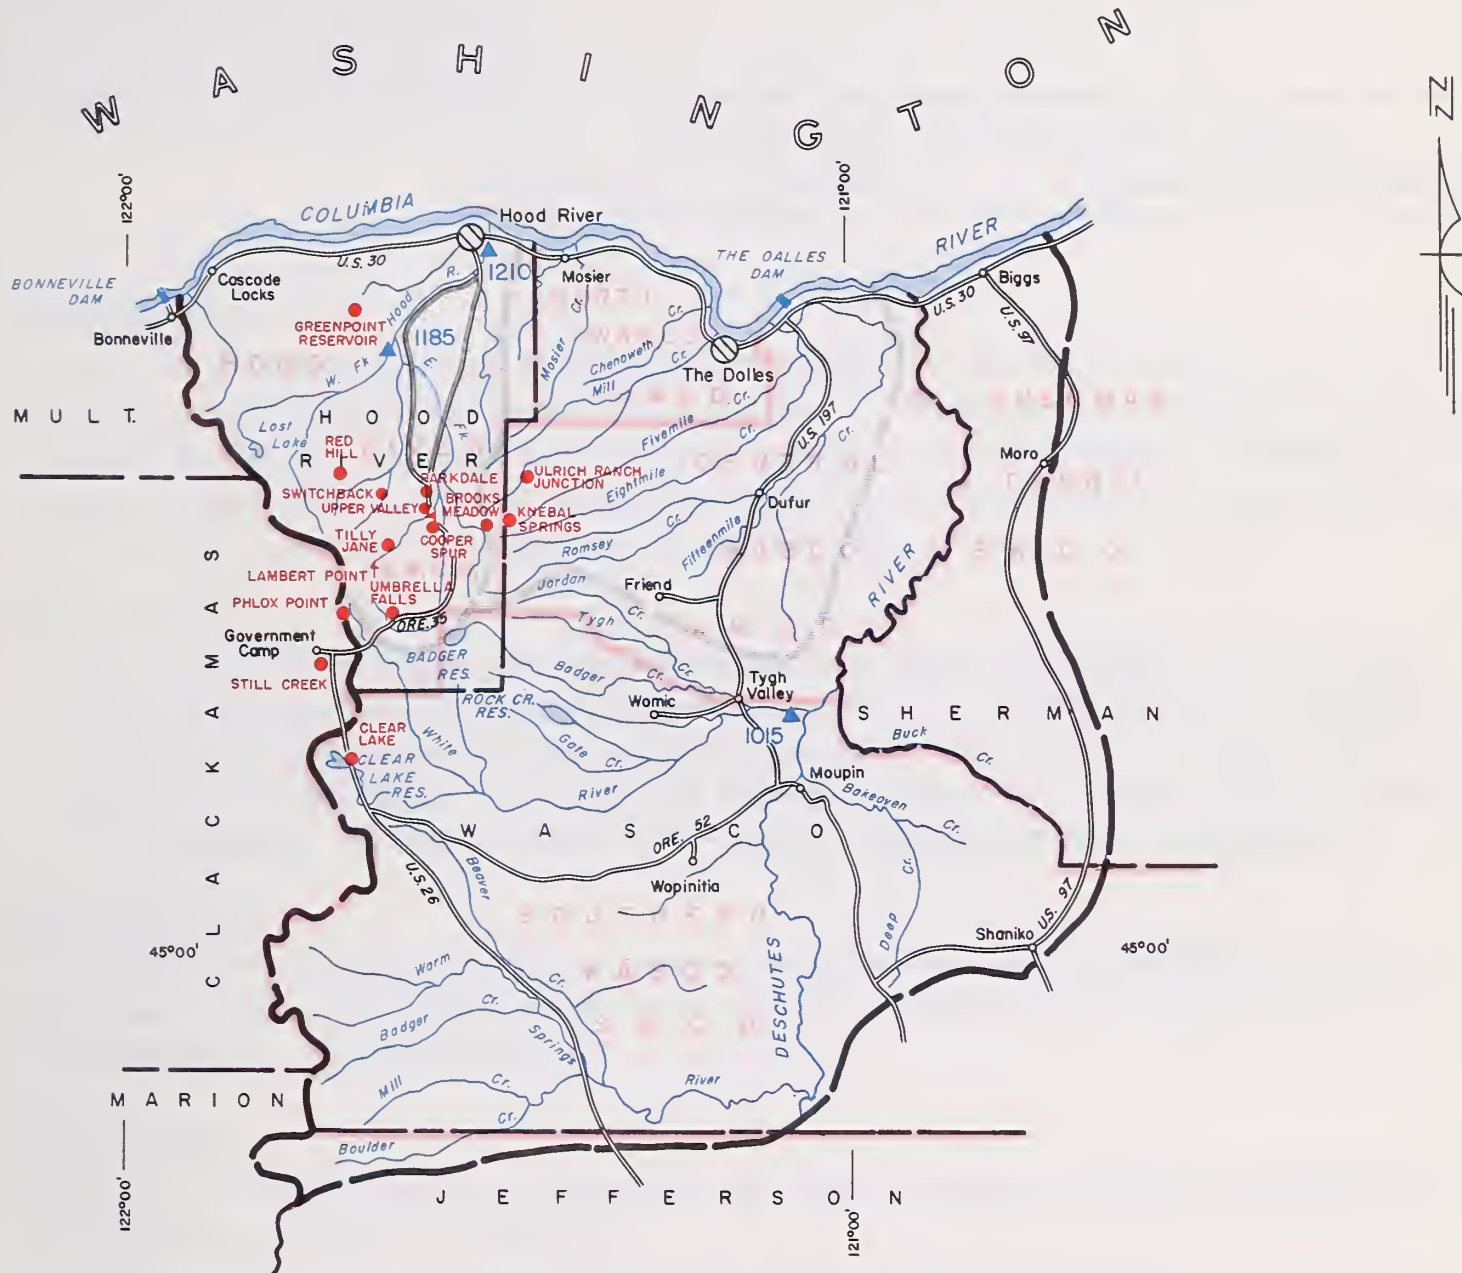 WASHINGTON
N
122°00'
121°00'
COLUMBIA
RIVER
Hood River
U.S. 30
1210
R.
Mosier
THE DALLES
DAM
BONNEVILLE
DAM
Cascode
Locks
Biggs
U.S. 30
U.S. 97
Bonneville
GREENPOINT
RESERVOIR
Hood
1185
W. Fk
E.
Fk
Mosier
Cr.
Chenoweth
Cr.
Mill
Cr.
The Dolles
MULT.
HOOD
RIVER
Lost
Lake
RED
HILL
Fivemile
Cr.
U.S. 197
Cr.
Moro
SWITCHBACK
PARKDALE
UPPER VALLEY
BROOKS
MEADOW
ULRICH RANCH
JUNCTION
Eightmile
Cr.
KNEBAL
SPRINGS
Dufur
TILLY
JANE
COOPER
SPUR
Romsey
Cr.
Fifteenmile
LAMBERT POINT
UMBRELLA
FALLS
PHLOX POINT
Jordan
Cr.
Friend
RIVER
ORE. 35
Tygh
Cr.
Government
Camp
BADGER
RES.
Badger
Cr.
Tygh
Valley
STILL CREEK
ROCK CR.
RES.
Womic
1015
SHERMAN
Buck
Cr.
CLEAR
LAKE
CLEAR
LAKE
RES.
White
River
Gate
Cr.
Moupin
Bakeoven
Cr.
WASCO
ORE. 52
Wopinitia
Beaver
Cr.
U.S. 26
CLACKAMAS
Deep
Cr.
Shaniko
U.S. 97
45°00'
45°00'
DESCHUTES
Worm
Springs
River
Badger
Cr.
Mill
Cr.
MARION
Boulder
Cr.
JEFFERSON
122°00'
121°00'